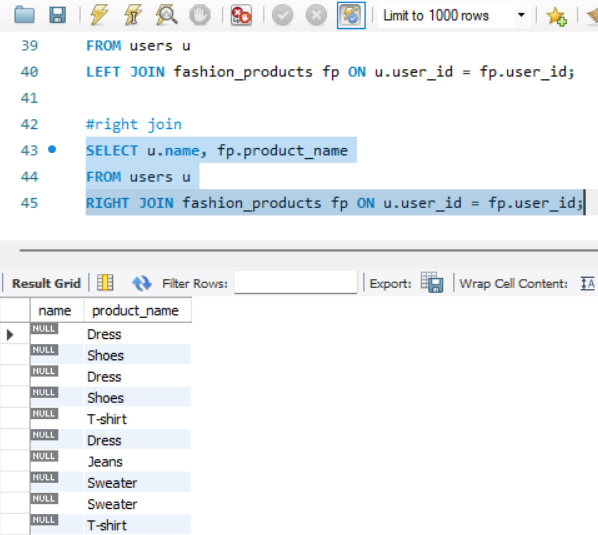 Limit to 1000 rows
39 FROM users u
40 LEFT JOIN fashion_products fp ON u.user_id = fp.user_id;
41
42 #right join
43 SELECT u.name, fp.product_name
44 FROM users u
45 RIGHT JOIN fashion_products fp ON u.user_id = fp.user_id;
Result Grid Filter Rows: Export: Wrap Cell Content: IA
name product_name
NULL Dress
NULL Shoes
NULL Dress
NULL Shoes
NULL T-shirt
NULL Dress
NULL Jeans
NULL Sweater
NULL Sweater
NULL T-shirt